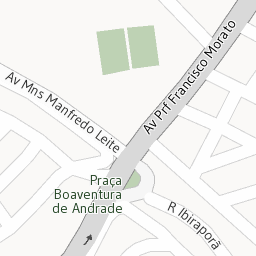 Av Prf Francisco Morato
Av Mns Manfredo Leite
Praça
Boaventura
de Andrade
R Ibiraporã